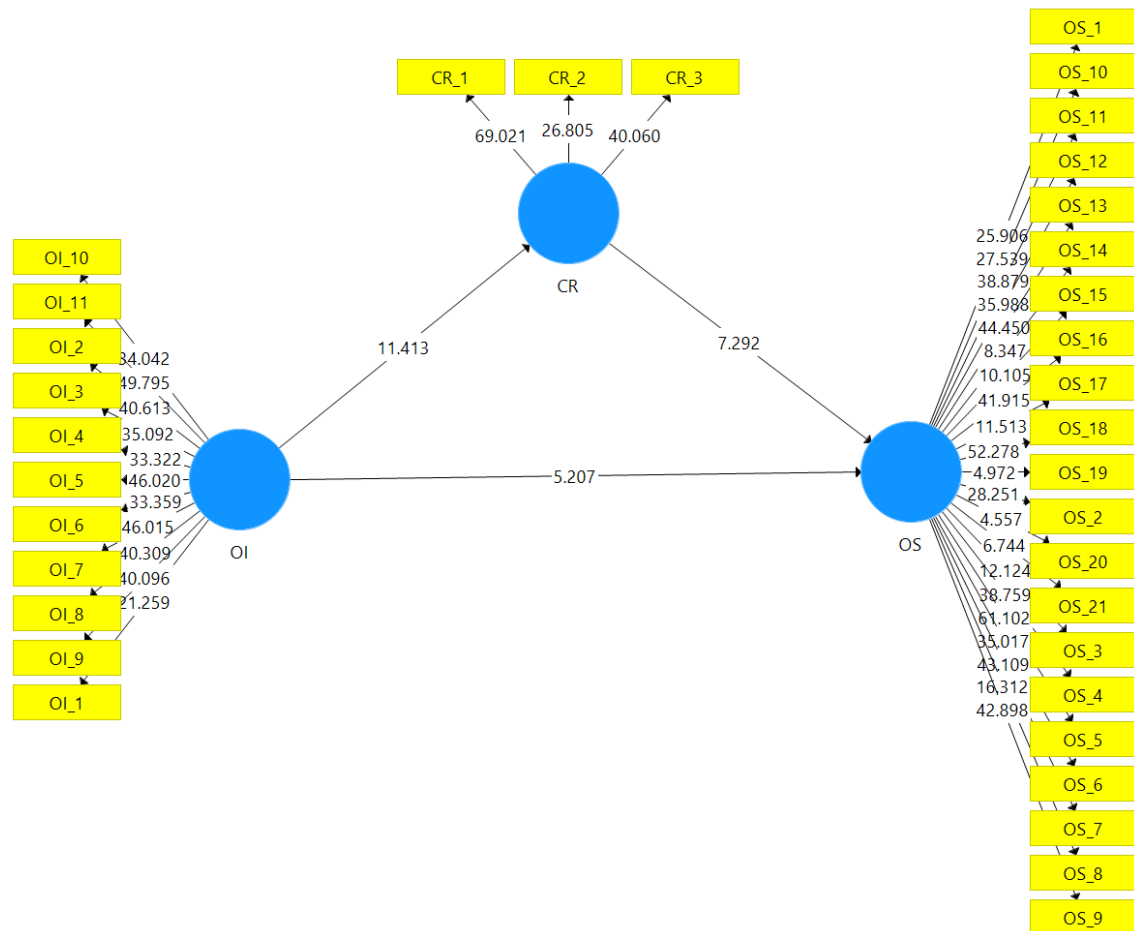 OS_1
OS_10
CR_1 CR_2 CR_3
OS_11
69.021 26.805 40.060
OS_12
OS_13
25.906
OS_14
OI_10
27.539
38.879
CR
OS_15
OI_11
35.988
44.450
OS_16
11.413
7.292
OI_2
34.042
8.347
10.105
OS_17
OI_3
49.795
41.915
40.613
11.513
OS_18
OI_4
35.092
52.278
33.322
4.972
OS_19
5.207
OI_5
46.020
28.251
33.359
4.557
OS_2
OI_6
46.015
6.744
OS
OI
40.309
12.124
OS_20
OI_7
40.096
38.759
21.259
OS_21
OI_8
61.102
35.017
OS_3
OI_9
43.109
16.312
OS_4
OI_1
42.898
OS_5
OS_6
OS_7
OS_8
OS_9